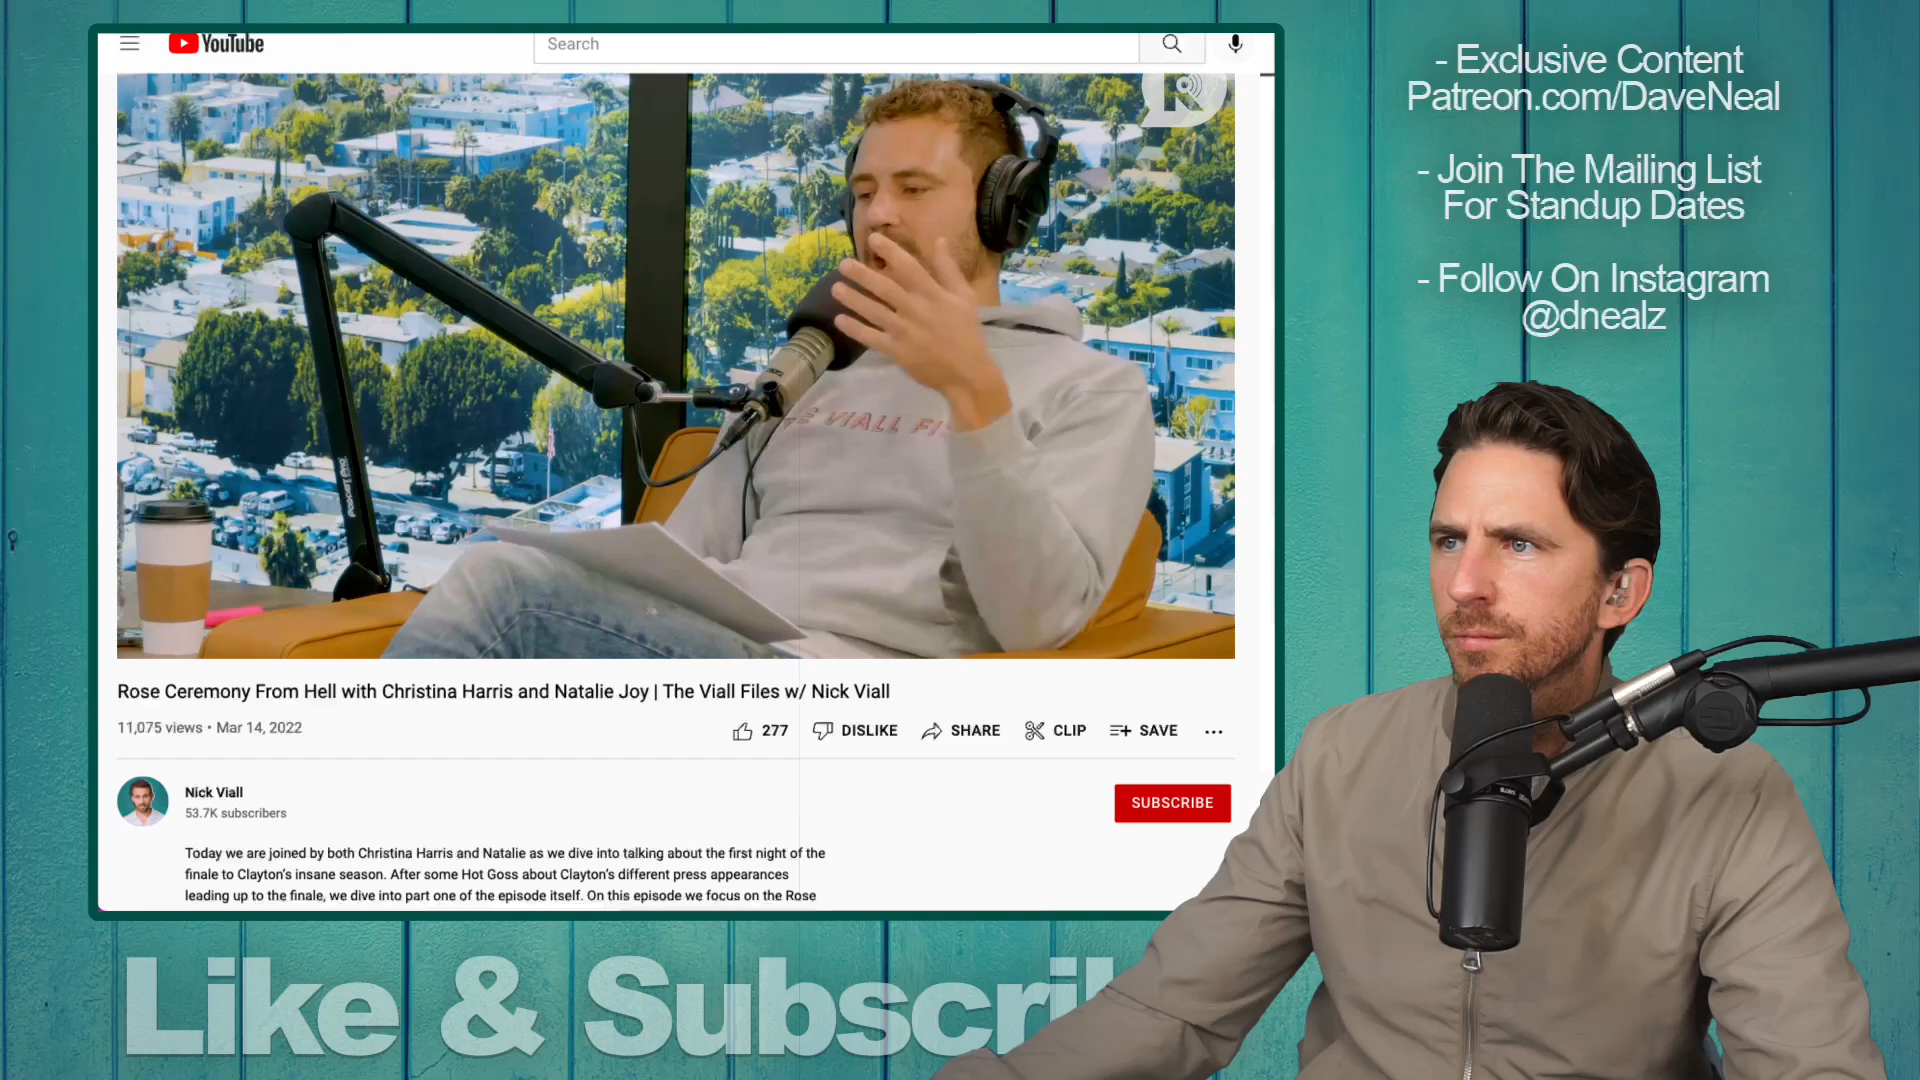 YouTube
Search
THE VIALL FI
Rose Ceremony From Hell with Christina Harris and Natalie Joy | The Viall Files w/ Nick Viall
11,075 views • Mar 14, 2022
277
DISLIKE
SHARE
CLIP
SAVE
Nick Viall
53.7K subscribers
SUBSCRIBE
Today we are joined by both Christina Harris and Natalie as we dive into talking about the first night of the
finale to Clayton's insane season. After some Hot Goss about Clayton's different press appearances
leading up to the finale, we dive into part one of the episode itself. On this episode we focus on the Rose
- Exclusive Content
Patreon.com/DaveNeal
- Join The Mailing List
For Standup Dates
- Follow On Instagram
@dnealz
Like & Subscri